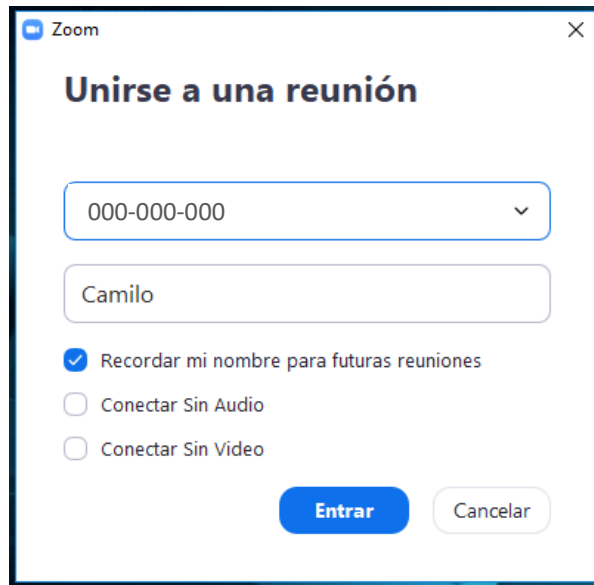 Zoom
Unirse a una reunión
000-000-000
Camilo
Recordar mi nombre para futuras reuniones
Conectar Sin Audio
Conectar Sin Video
Entrar
Cancelar